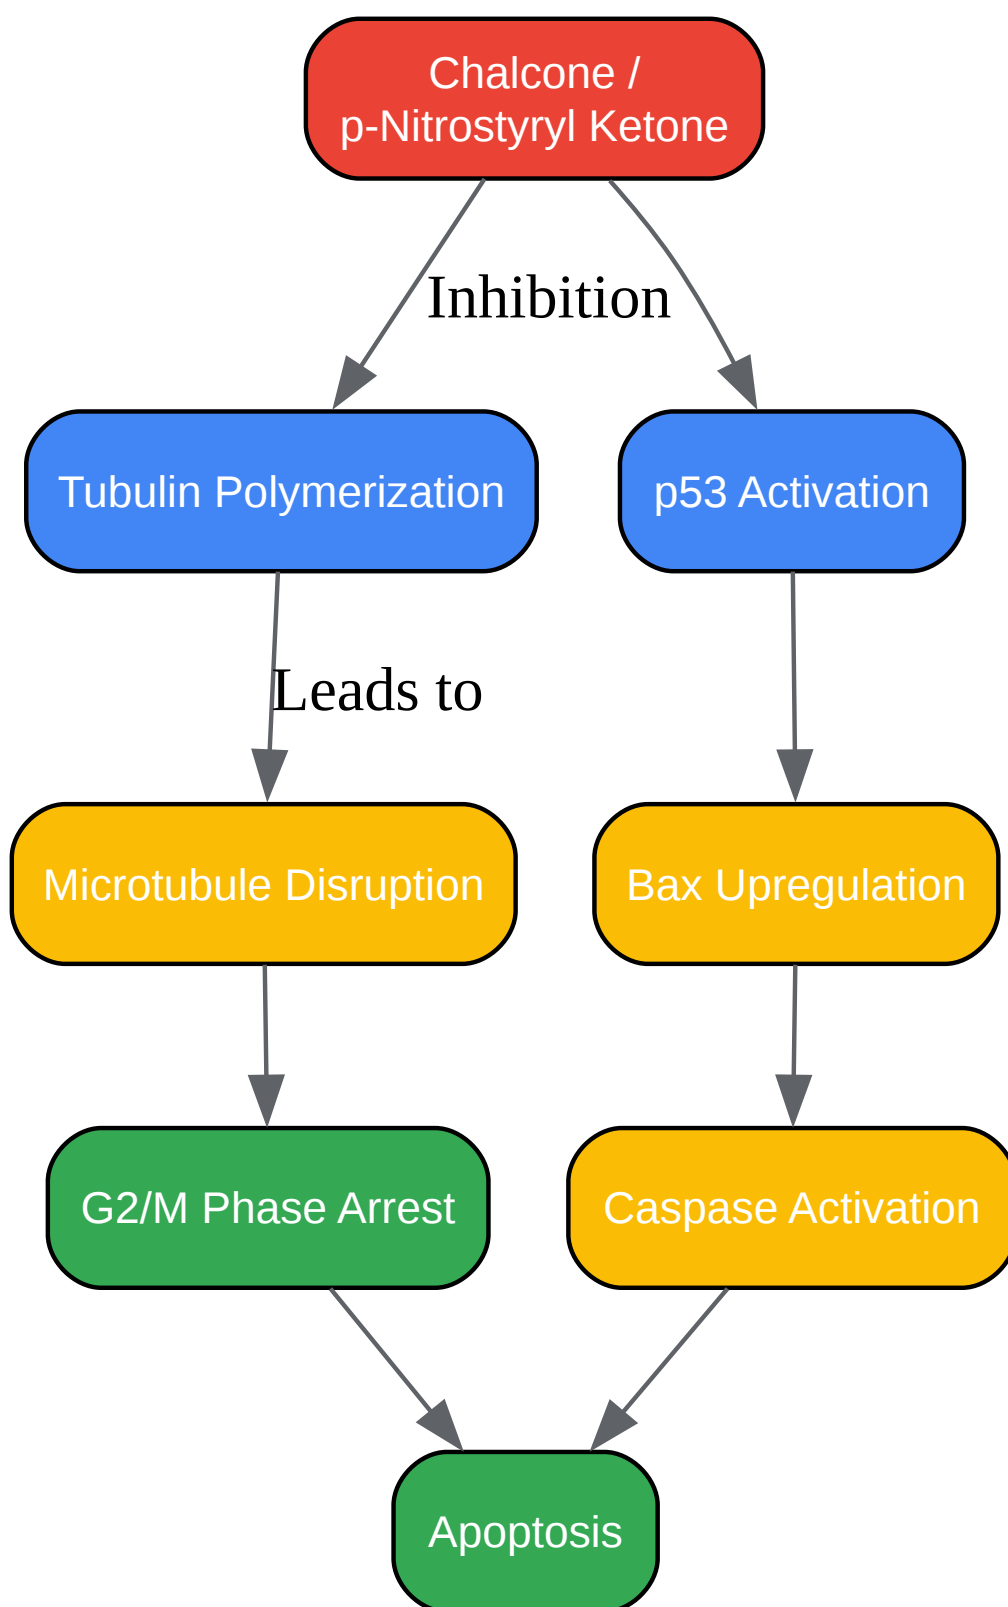 Chalcone /
p-Nitrostyryl Ketone
Inhibition
Tubulin Polymerization
p53 Activation
Leads to
Microtubule Disruption
Bax Upregulation
G2/M Phase Arrest
Caspase Activation
Apoptosis